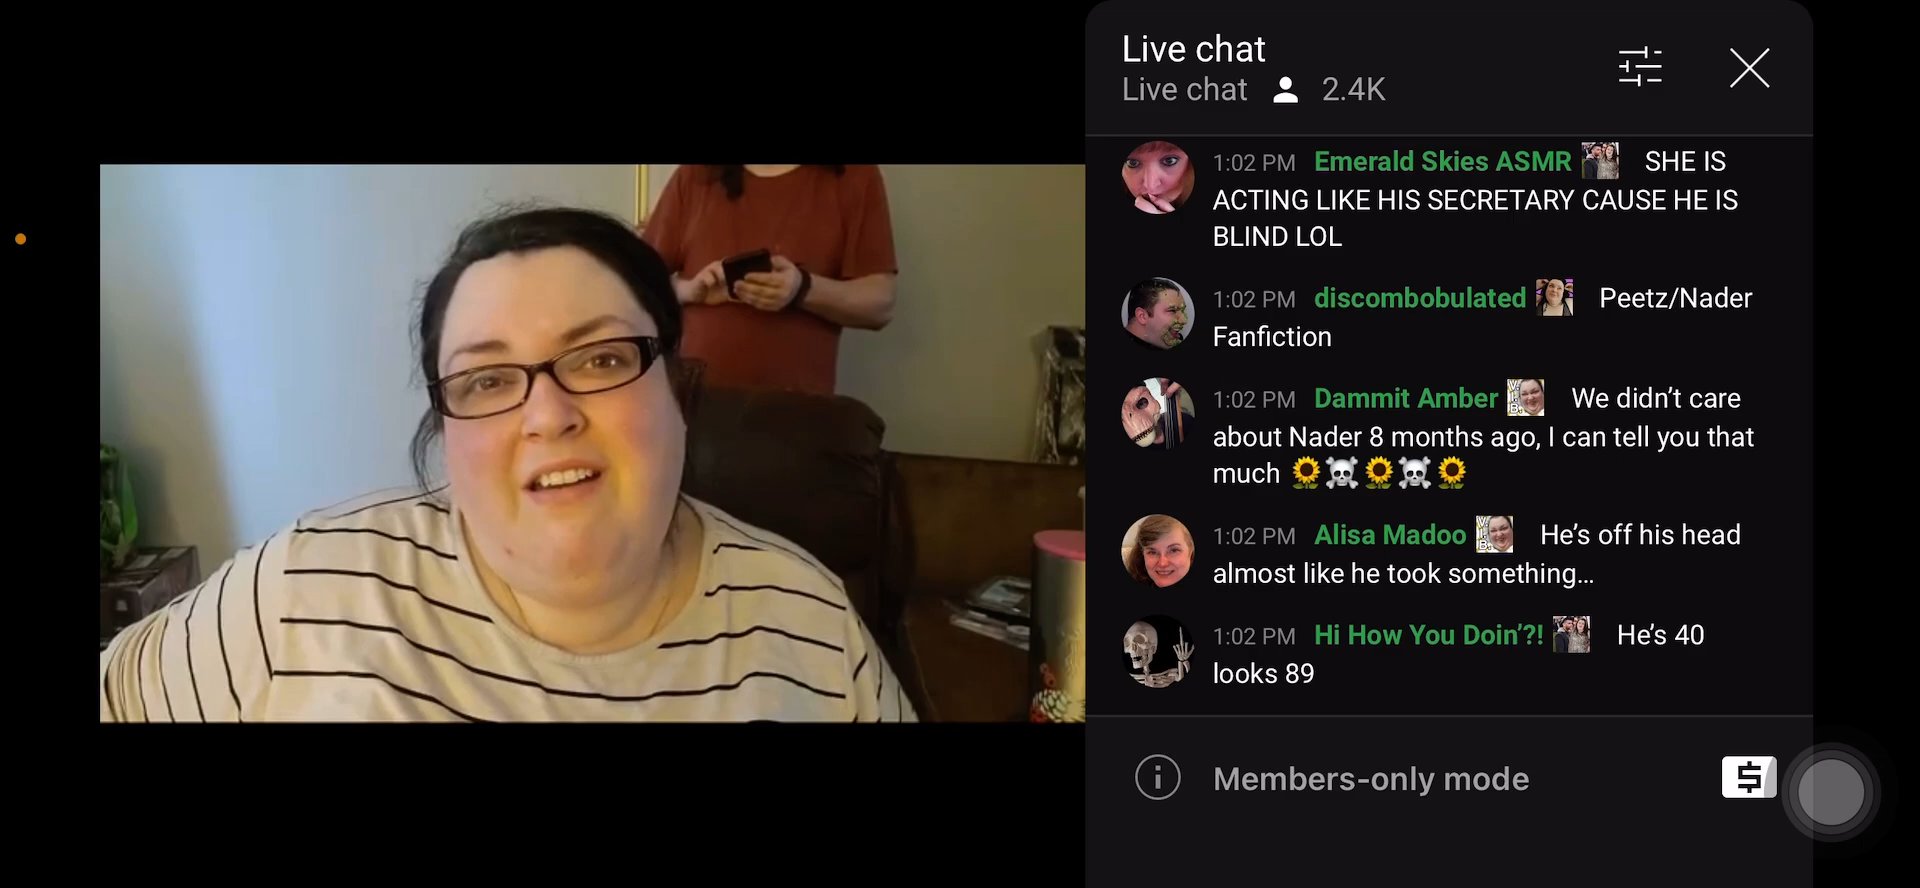 Live chat
Live chat 2.4K
1:02 PM Emerald Skies ASMR SHE IS
ACTING LIKE HIS SECRETARY CAUSE HE IS
BLIND LOL
1:02 PM discombobulated Peetz/Nader
Fanfiction
1:02 PM Dammit Amber We didn’t care
about Nader 8 months ago, I can tell you that
much 🌻☠️🌻☠️🌻
1:02 PM Alisa Madoo He’s off his head
almost like he took something...
1:02 PM Hi How You Doin’?! He’s 40
looks 89
Members-only mode